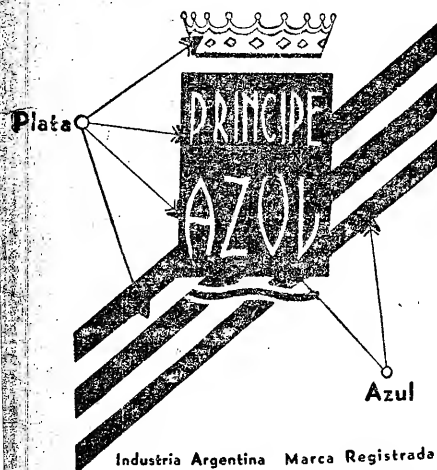 Plata
PRINCIPE
AZUL
Azul
Industria Argentina Marca Registrada